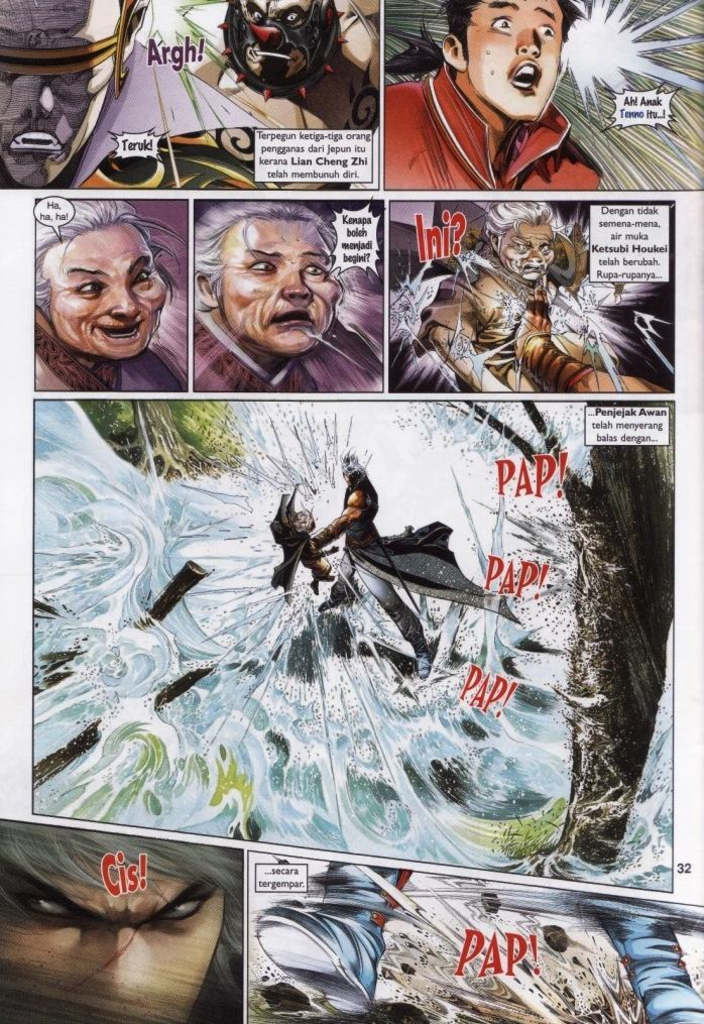 Argh!
Teruk!
Terpegun ketiga-tiga orang
pengganas dari Jepun itu
kerana Lian Cheng Zhi
telah membunuh diri.
Ah! Anak
Tenno itu...!
Ha,
ha, ha!
Kenapa
boleh
menjadi
begini?
Ini?
Dengan tidak
semena-mena,
air muka
Ketsubi Houkei
telah berubah.
Rupa-rupanya...
...Penjejak Awan
telah menyerang
balas dengan...
PAP!
PAP!
PAP!
32
Cis!
...secara
tergempar.
PAP!